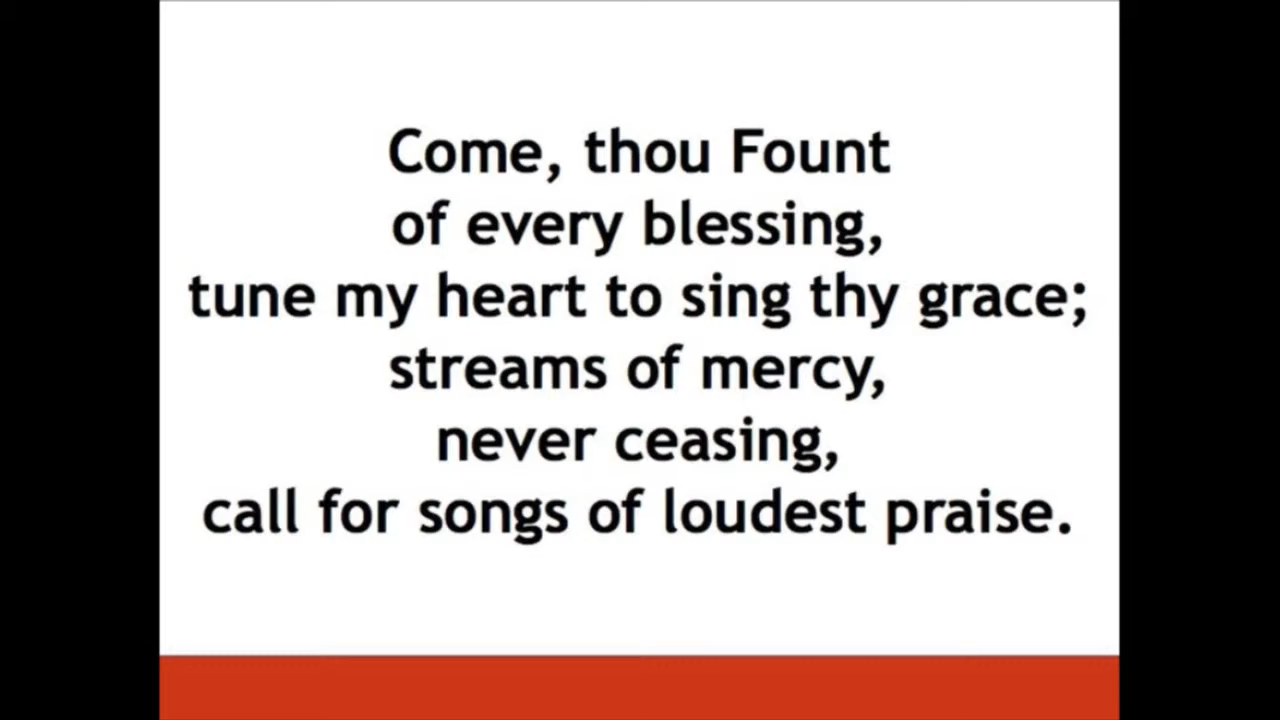 Come, thou Fount
of every blessing,
tune my heart to sing thy grace;
streams of mercy,
never ceasing,
call for songs of loudest praise.